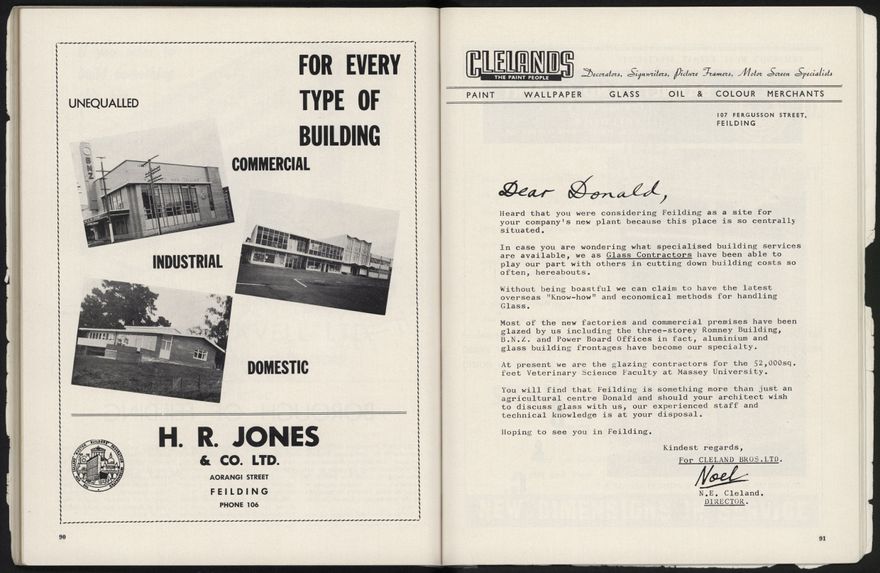 FOR EVERY
TYPE OF
BUILDING
UNEQUALLED
COMMERCIAL
BNZ
INDUSTRIAL
DOMESTIC
H. R. JONES
& CO. LTD.
AORANGI STREET
FEILDING
PHONE 106
90
CLELANDS
THE PAINT PEOPLE
Decorators, Signwriters, Picture Framers, Motor Screen Specialists
PAINT WALLPAPER GLASS OIL & COLOUR MERCHANTS
107 FERGUSSON STREET,
FEILDING
Dear Donald,
Heard that you were considering Feilding as a site for
your company's new plant because this place is so centrally
situated.
In case you are wondering what specialised building services
are available, we as Glass Contractors have been able to
play our part with others in cutting down building costs so
often, hereabouts.
Without being boastful we can claim to have the latest
overseas "Know-how" and economical methods for handling
Glass.
Most of the new factories and commercial premises have been
glazed by us including the three-storey Romney Building,
B.N.Z. and Power Board Offices in fact, aluminium and
glass building frontages have become our specialty.
At present we are the glazing contractors for the 52,000sq.
feet Veterinary Science Faculty at Massey University.
You will find that Feilding is something more than just an
agricultural centre Donald and should your architect wish
to discuss glass with us, our experienced staff and
technical knowledge is at your disposal.
Hoping to see you in Feilding.
Kindest regards,
For CLELAND BROS.LTD.
Noel
N.E. Cleland.
DIRECTOR.
91